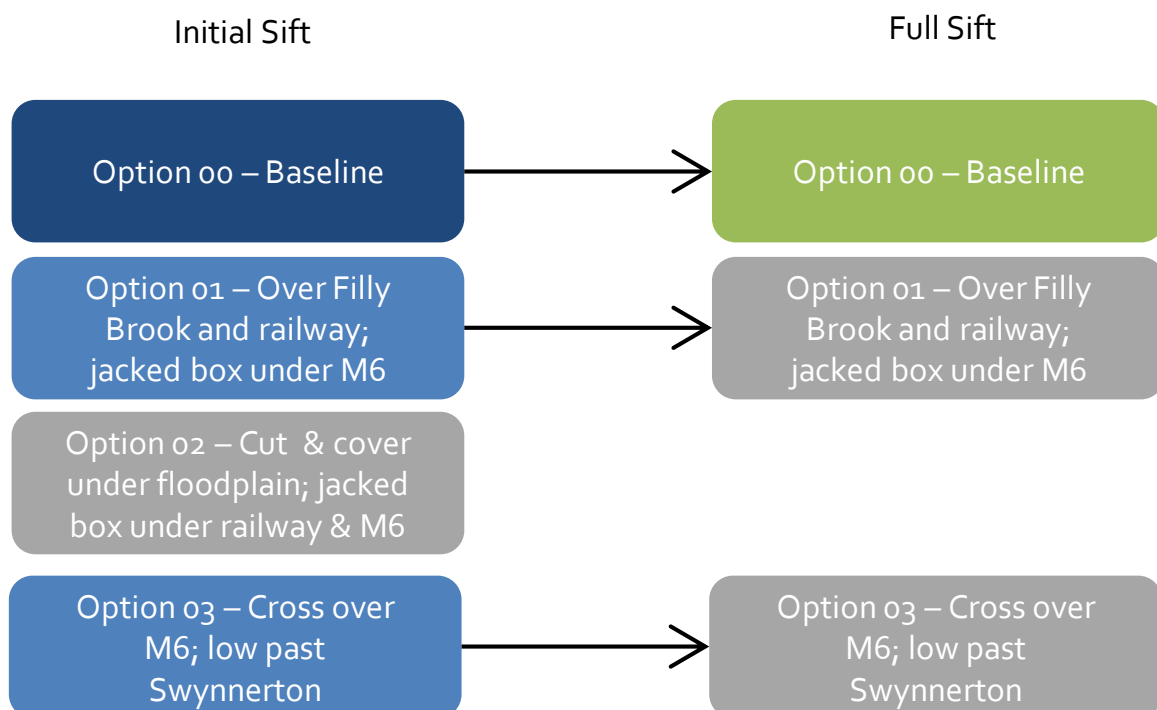 Initial Sift
Full Sift
Option 00 – Baseline
Option 00 – Baseline
Option 01 – Over Filly
Brook and railway;
jacked box under M6
Option 01 – Over Filly
Brook and railway;
jacked box under M6
Option 02 – Cut & cover
under floodplain; jacked
box under railway & M6
Option 03 – Cross over
M6; low past
Swynnerton
Option 03 – Cross over
M6; low past
Swynnerton